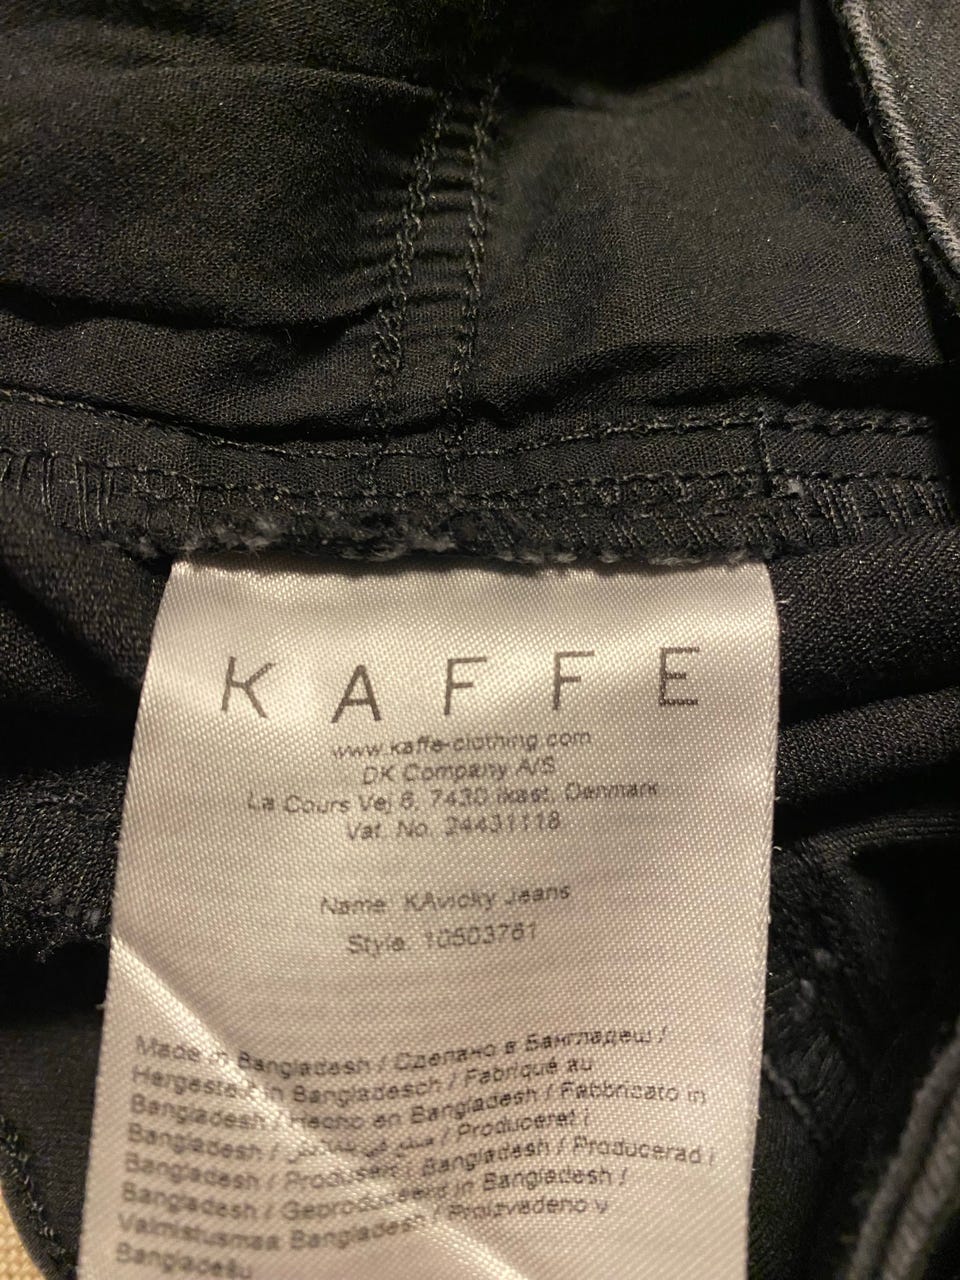 KAFFE
www.kaffe-clothing.com
DK Company A/S
La Cours Vej 6, 7430 Ikast, Denmark
Vat. No. 24431118
Name: KAvicky Jeans
Style: 10503761
Made in Bangladesh / Сделано в Бангладеш /
Hergestellt in Bangladesch / Fabriqué au
Bangladesh / Hecho en Bangladesh / Fabbricato in
Bangladesh / / Produceret i
Bangladesh / Produsert i Bangladesh / Producerad i
Bangladesh / Geproduceerd in Bangladesh /
Valmistusmaa Bangladesh / Proizvedeno v
Bangladešu